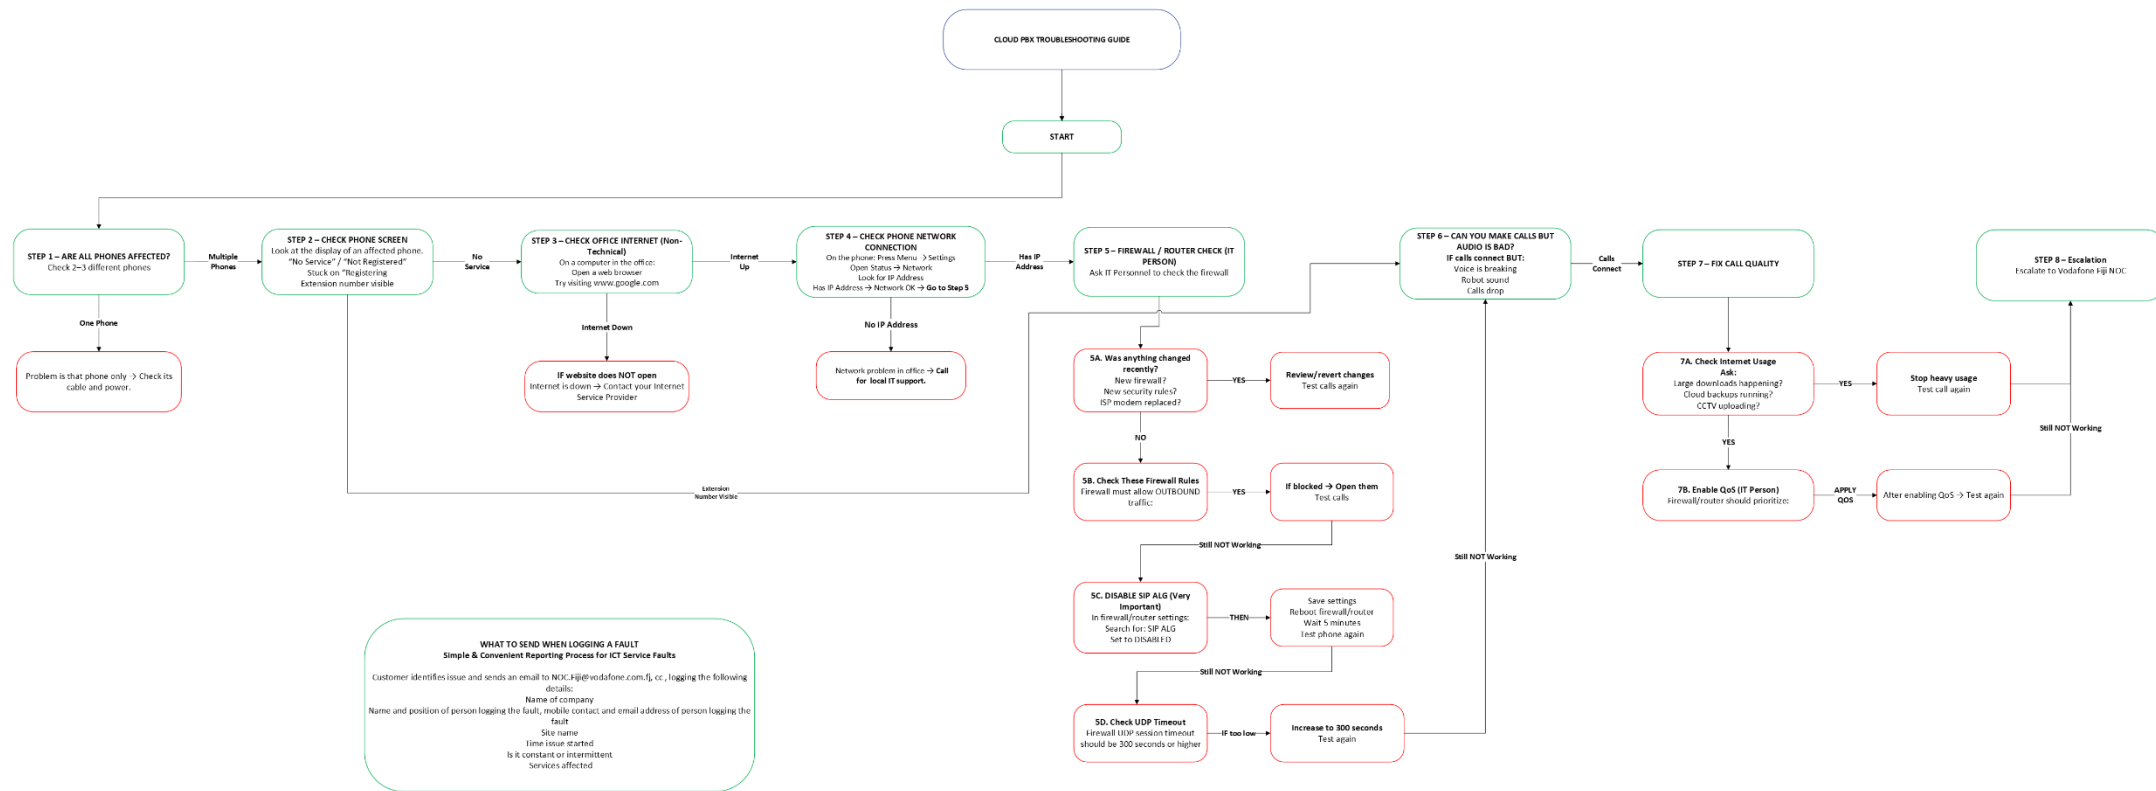 CLOUD PBX TROUBLESHOOTING GUIDE
START
STEP 1 – ARE ALL PHONES AFFECTED?
Check 2–3 different phones
Multiple
Phones
One Phone
Problem is that phone only → Check its
cable and power.
STEP 2 – CHECK PHONE SCREEN
Look at the display of an affected phone.
“No Service” / “Not Registered”
Stuck on “Registering
Extension number visible
No
Service
Extension
Number Visible
STEP 3 – CHECK OFFICE INTERNET (Non-
Technical)
On a computer in the office:
Open a web browser
Try visiting www.google.com
Internet
Up
Internet Down
IF website does NOT open
Internet is down → Contact your Internet
Service Provider
STEP 4 – CHECK PHONE NETWORK
CONNECTION
On the phone: Press Menu → Settings
Open Status → Network
Look for IP Address
Has IP Address → Network OK → Go to Step 5
Has IP
Address
No IP Address
Network problem in office → Call
for local IT support.
STEP 5 – FIREWALL / ROUTER CHECK (IT
PERSON)
Ask IT Personnel to check the firewall
5A. Was anything changed
recently?
New firewall?
New security rules?
ISP modem replaced?
YES
Review/revert changes
Test calls again
NO
5B. Check These Firewall Rules
Firewall must allow OUTBOUND
traffic:
YES
If blocked → Open them
Test calls
Still NOT Working
5C. DISABLE SIP ALG (Very
Important)
In firewall/router settings:
Search for: SIP ALG
Set to DISABLED
THEN
Save settings
Reboot firewall/router
Wait 5 minutes
Test phone again
Still NOT Working
5D. Check UDP Timeout
Firewall UDP session timeout
should be 300 seconds or higher
IF too low
Increase to 300 seconds
Test again
Still NOT Working
STEP 6 – CAN YOU MAKE CALLS BUT
AUDIO IS BAD?
IF calls connect BUT:
Voice is breaking
Robot sound
Calls drop
Calls
Connect
STEP 7 – FIX CALL QUALITY
7A. Check Internet Usage
Ask:
Large downloads happening?
Cloud backups running?
CCTV uploading?
YES
Stop heavy usage
Test call again
YES
7B. Enable QoS (IT Person)
Firewall/router should prioritize:
APPLY
QOS
After enabling QoS → Test again
Still NOT Working
STEP 8 – Escalation
Escalate to Vodafone Fiji NOC
WHAT TO SEND WHEN LOGGING A FAULT
Simple & Convenient Reporting Process for ICT Service Faults
Customer identifies issue and sends an email to NOC.Fiji@vodafone.com.fj, cc , logging the following
details:
Name of company
Name and position of person logging the fault, mobile contact and email address of person logging the
fault
Site name
Time issue started
Is it constant or intermittent
Services affected